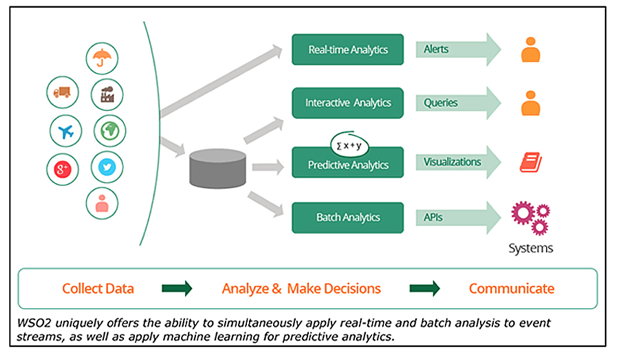 Real-time Analytics Alerts
Interactive Analytics Queries
∑ x + y
Predictive Analytics Visualizations
g+
Batch Analytics APIs
Systems
Collect Data Analyze & Make Decisions Communicate
WSO2 uniquely offers the ability to simultaneously apply real-time and batch analysis to event
streams, as well as apply machine learning for predictive analytics.